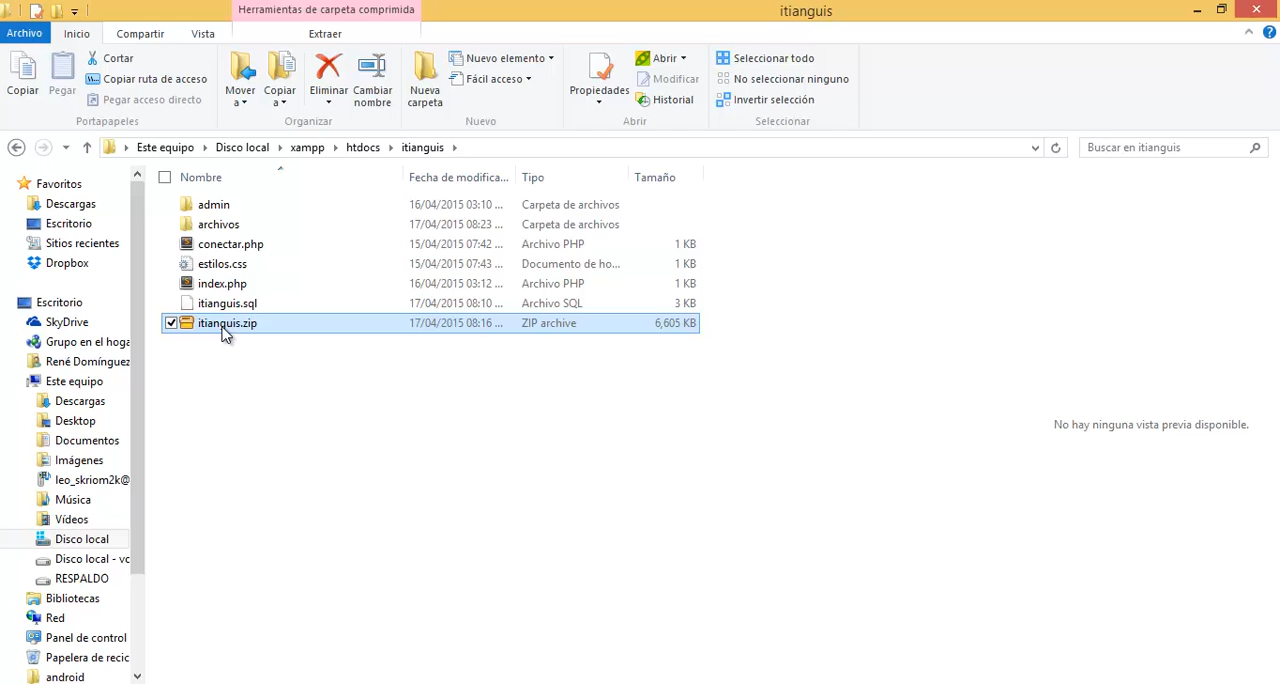 Herramientas de carpeta comprimida
itianguis
Archivo
Inicio
Compartir
Vista
Extraer
Copiar
Pegar
Cortar
Copiar ruta de acceso
Pegar acceso directo
Portapapeles
Mover a
Copiar a
Eliminar
Cambiar nombre
Organizar
Nueva carpeta
Nuevo elemento
Fácil acceso
Nuevo
Propiedades
Abrir
Modificar
Historial
Abrir
Seleccionar todo
No seleccionar ninguno
Invertir selección
Seleccionar
Este equipo
Disco local
xampp
htdocs
itianguis
Buscar en itianguis
Nombre
Fecha de modifica...
Tipo
Tamaño
admin 16/04/2015 03:10 ... Carpeta de archivos
archivos 17/04/2015 08:23 ... Carpeta de archivos
conectar.php 15/04/2015 07:42 ... Archivo PHP 1 KB
estilos.css 15/04/2015 07:43 ... Documento de ho... 1 KB
index.php 16/04/2015 03:12 ... Archivo PHP 1 KB
itianguis.sql 17/04/2015 08:10 ... Archivo SQL 3 KB
itianguis.zip 17/04/2015 08:16 ... ZIP archive 6,605 KB
No hay ninguna vista previa disponible.
Favoritos
Descargas
Escritorio
Sitios recientes
Dropbox
Escritorio
SkyDrive
Grupo en el hoga
René Domínguez
Este equipo
Descargas
Desktop
Documentos
Imágenes
leo_skriom2k@
Música
Vídeos
Disco local
Disco local - vc
RESPALDO
Bibliotecas
Red
Panel de control
Papelera de recic
android